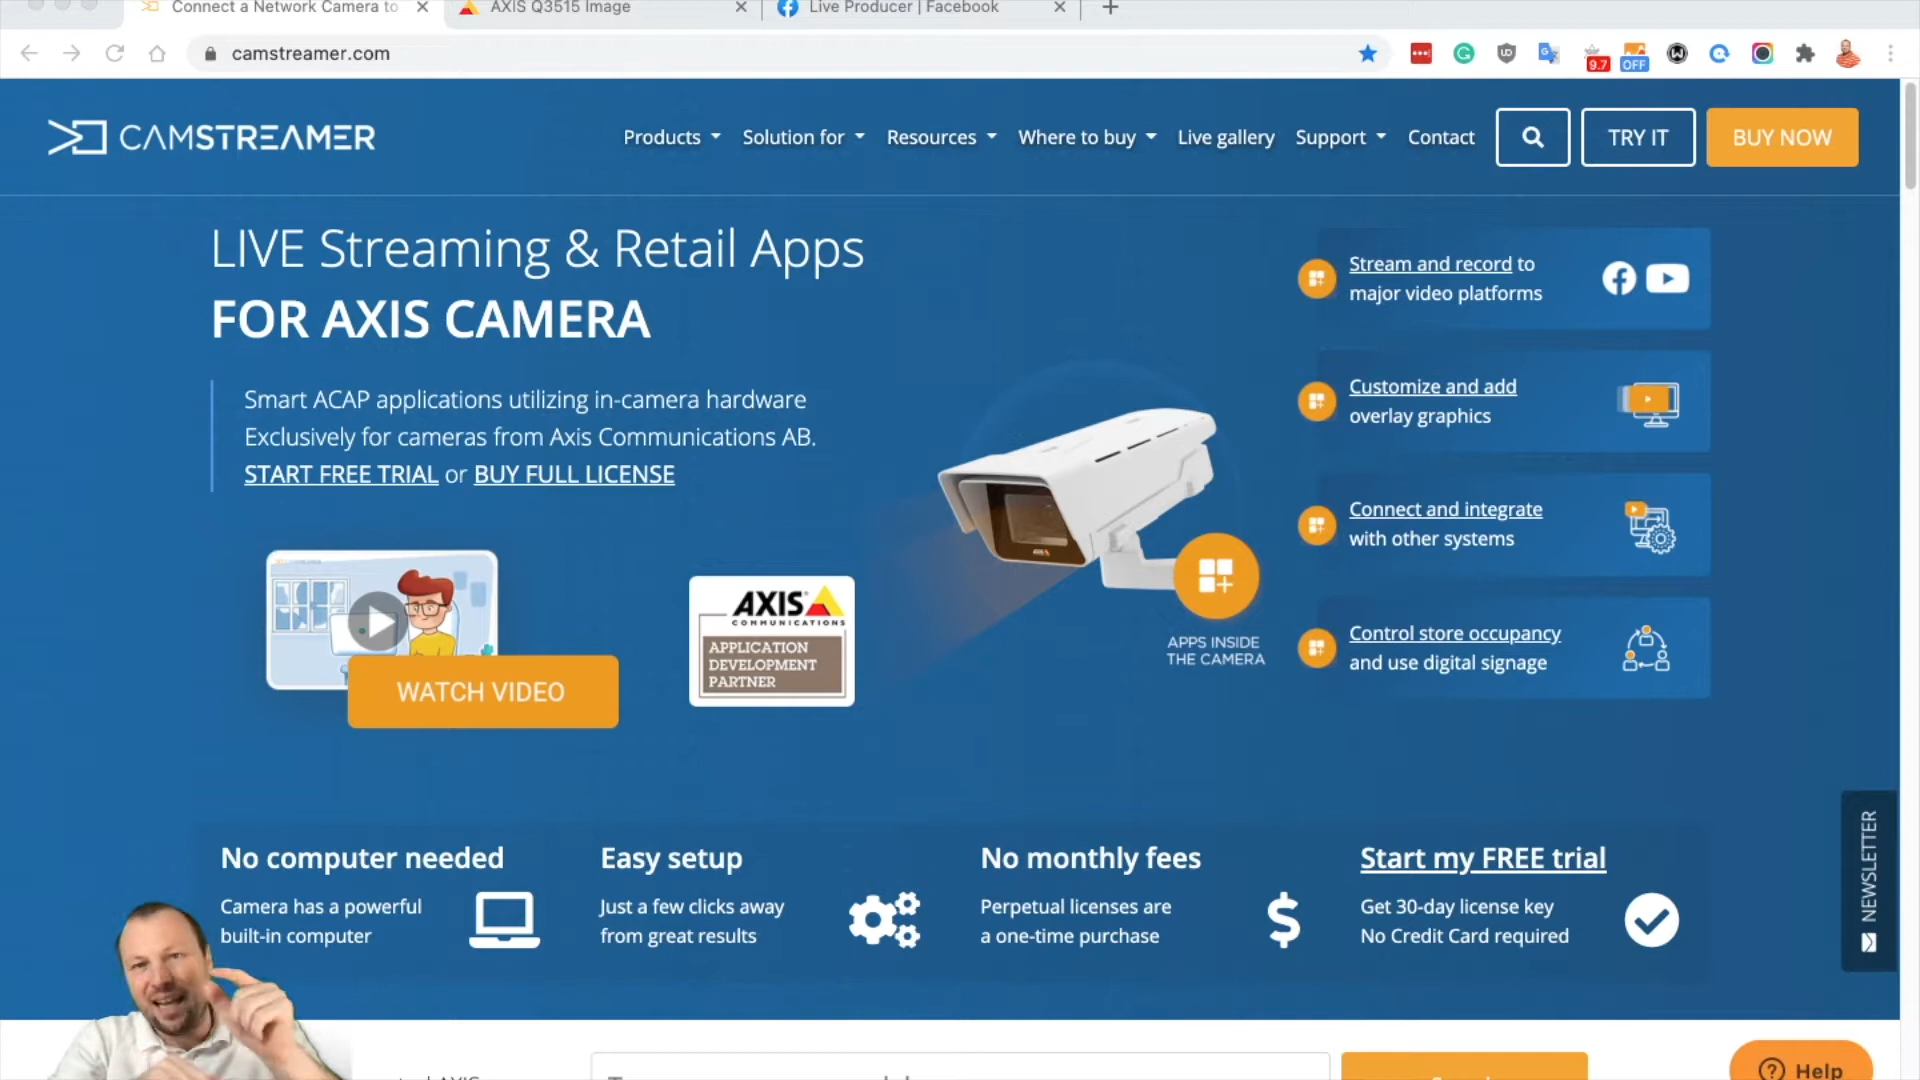 Connect a Network Camera to
AXIS Q3515 Image
Live Producer | Facebook
camstreamer.com
9.7
OFF
CAMSTREAMER
Products
Solution for
Resources
Where to buy
Live gallery
Support
Contact
TRY IT
BUY NOW
LIVE Streaming & Retail Apps
FOR AXIS CAMERA
Smart ACAP applications utilizing in-camera hardware
Exclusively for cameras from Axis Communications AB.
START FREE TRIAL or BUY FULL LICENSE
WATCH VIDEO
AXIS
COMMUNICATIONS
APPLICATION
DEVELOPMENT
PARTNER
APPS INSIDE
THE CAMERA
Stream and record to
major video platforms
Customize and add
overlay graphics
Connect and integrate
with other systems
Control store occupancy
and use digital signage
No computer needed
Camera has a powerful
built-in computer
Easy setup
Just a few clicks away
from great results
No monthly fees
Perpetual licenses are
a one-time purchase
Start my FREE trial
Get 30-day license key
No Credit Card required
NEWSLETTER
AXIS
Help